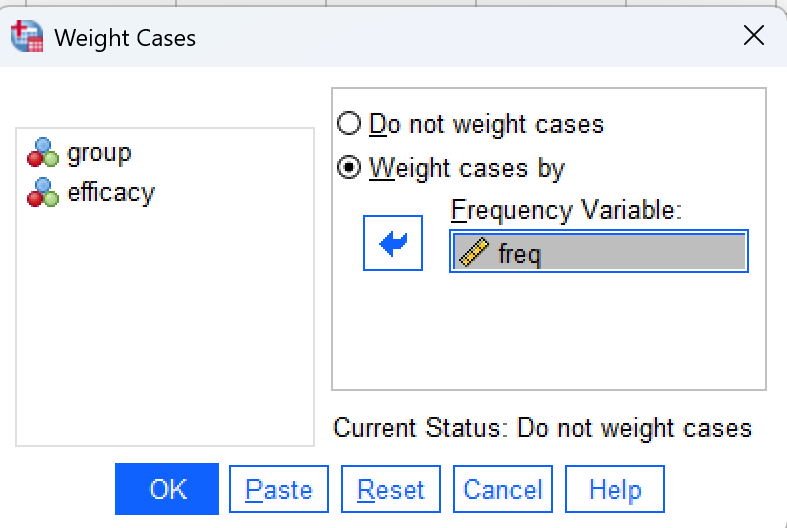 Weight Cases
group
efficacy
Do not weight cases
Weight cases by
Frequency Variable:
freq
Current Status: Do not weight cases
OK Paste Reset Cancel Help